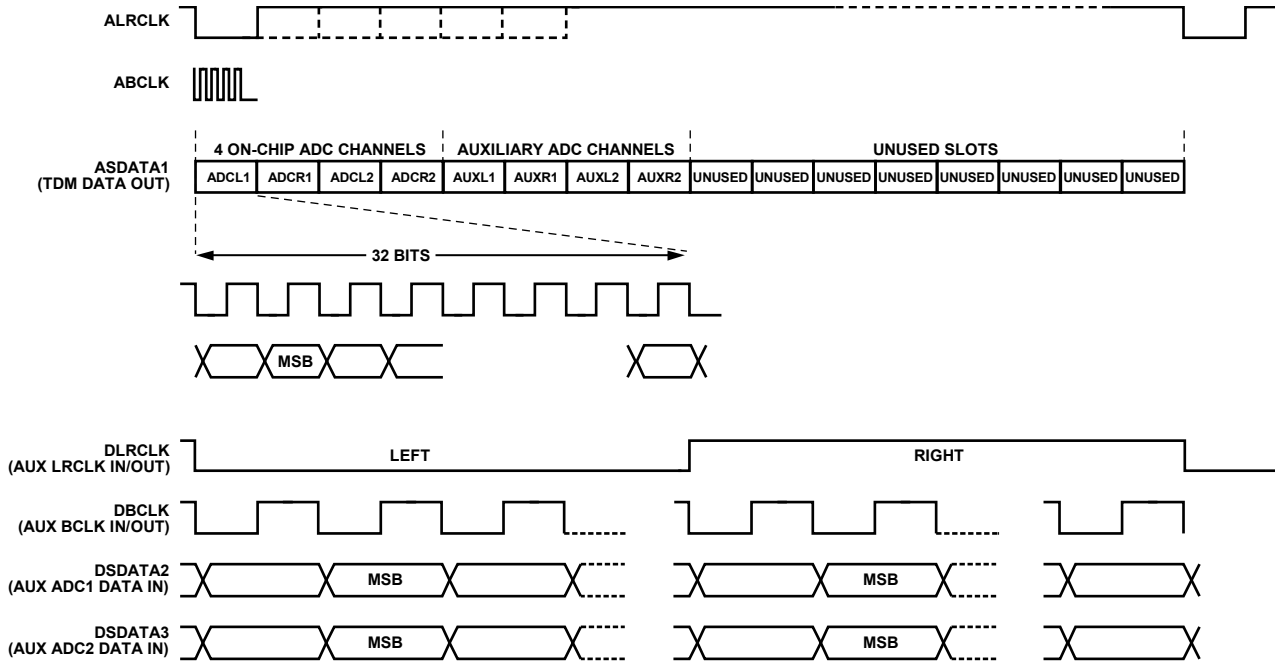 ALRCLK
ABCLK
4 ON-CHIP ADC CHANNELS AUXILIARY ADC CHANNELS UNUSED SLOTS
ASDATA1
(TDM DATA OUT)
ADCL1 ADCR1 ADCL2 ADCR2 AUXL1 AUXR1 AUXL2 AUXR2 UNUSED UNUSED UNUSED UNUSED UNUSED UNUSED UNUSED UNUSED
32 BITS
MSB
DLRCLK
(AUX LRCLK IN/OUT)
LEFT RIGHT
DBCLK
(AUX BCLK IN/OUT)
DSDATA2
(AUX ADC1 DATA IN)
MSB MSB
DSDATA3
(AUX ADC2 DATA IN)
MSB MSB